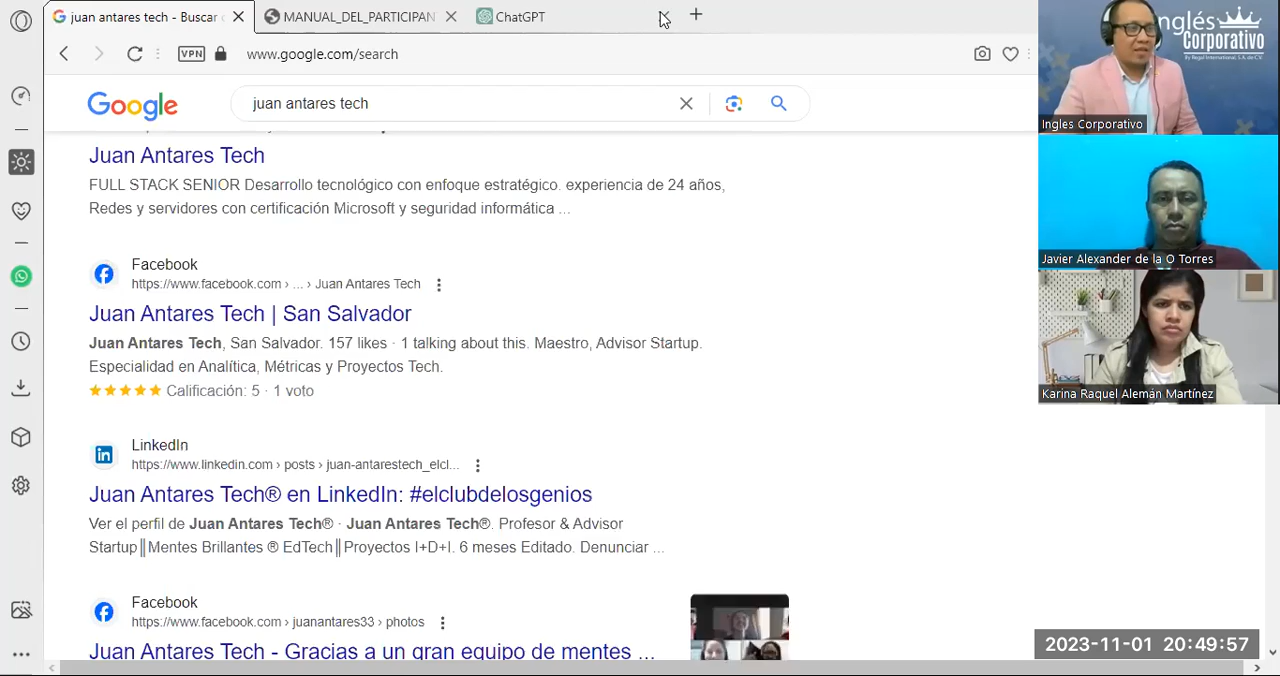 juan antares tech - Buscar
MANUAL_DEL_PARTICIPAN
ChatGPT
VPN
www.google.com/search
Google
juan antares tech
Juan Antares Tech
FULL STACK SENIOR Desarrollo tecnológico con enfoque estratégico. experiencia de 24 años,
Redes y servidores con certificación Microsoft y seguridad informática ...
Facebook
https://www.facebook.com › ... › Juan Antares Tech
Juan Antares Tech | San Salvador
Juan Antares Tech, San Salvador. 157 likes · 1 talking about this. Maestro, Advisor Startup.
Especialidad en Analítica, Métricas y Proyectos Tech.
Calificación: 5 · 1 voto
LinkedIn
https://www.linkedin.com › posts › juan-antarestech_elcl...
Juan Antares Tech® en LinkedIn: #elclubdelosgenios
Ver el perfil de Juan Antares Tech® · Juan Antares Tech®. Profesor & Advisor
Startup║Mentes Brillantes ® EdTech║Proyectos I+D+I. 6 meses Editado. Denunciar ...
Facebook
https://www.facebook.com › juanantares33 › photos
Juan Antares Tech - Gracias a un gran equipo de mentes ...
Inglés
Corporativo
By Regal International, S.A. de C.V.
Ingles Corporativo
Javier Alexander de la O Torres
Karina Raquel Alemán Martínez
2023-11-01 20:49:57